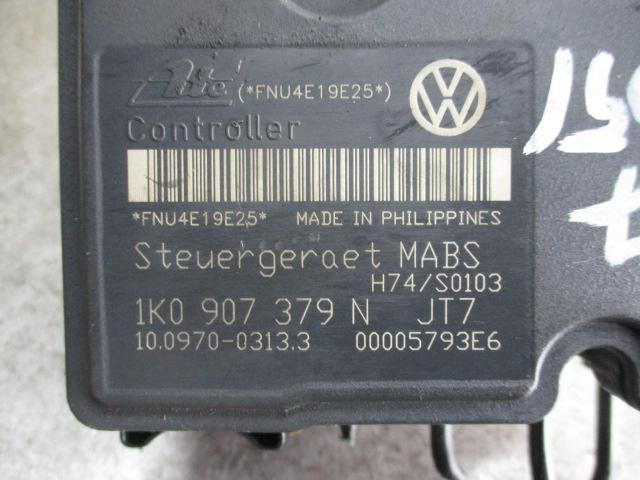 Ate (*FNU4E19E25*)
Controller
*FNU4E19E25* MADE IN PHILIPPINES
Steuergeraet MABS
H74/S0103
1K0 907 379 N JT7
10.0970-0313.3 00005793E6